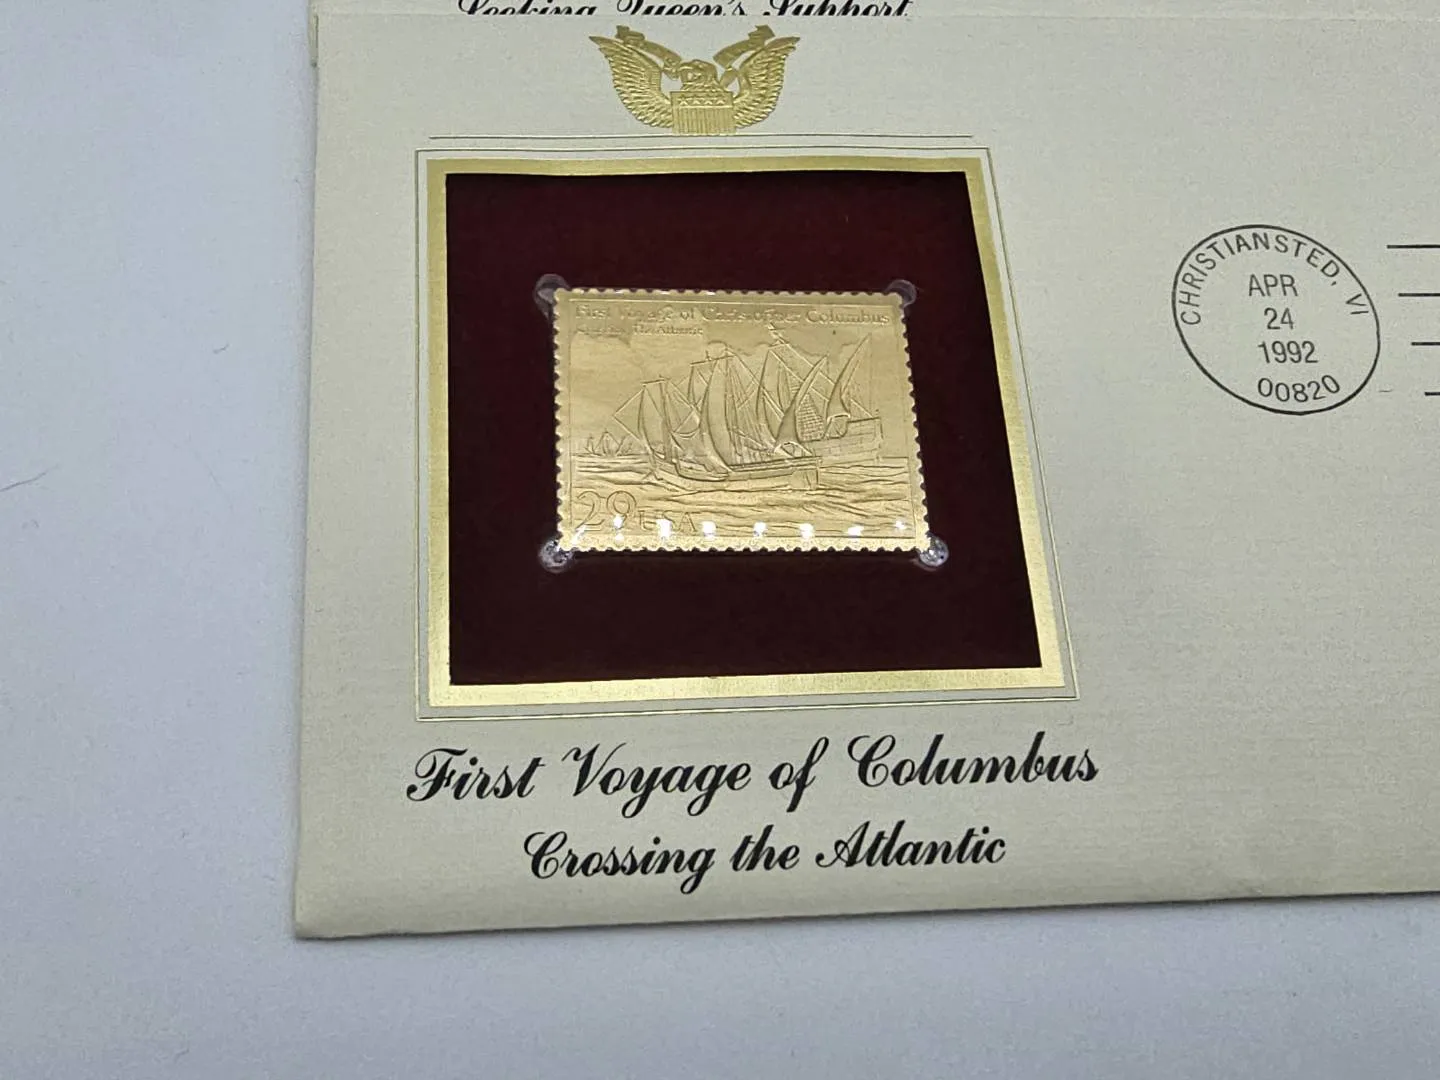 Seeking Queen's Support
First Voyage of Christopher Columbus
Crossing The Atlantic
29 USA
CHRISTIANSTED, VI
APR
24
1992
00820
First Voyage of Columbus
Crossing the Atlantic